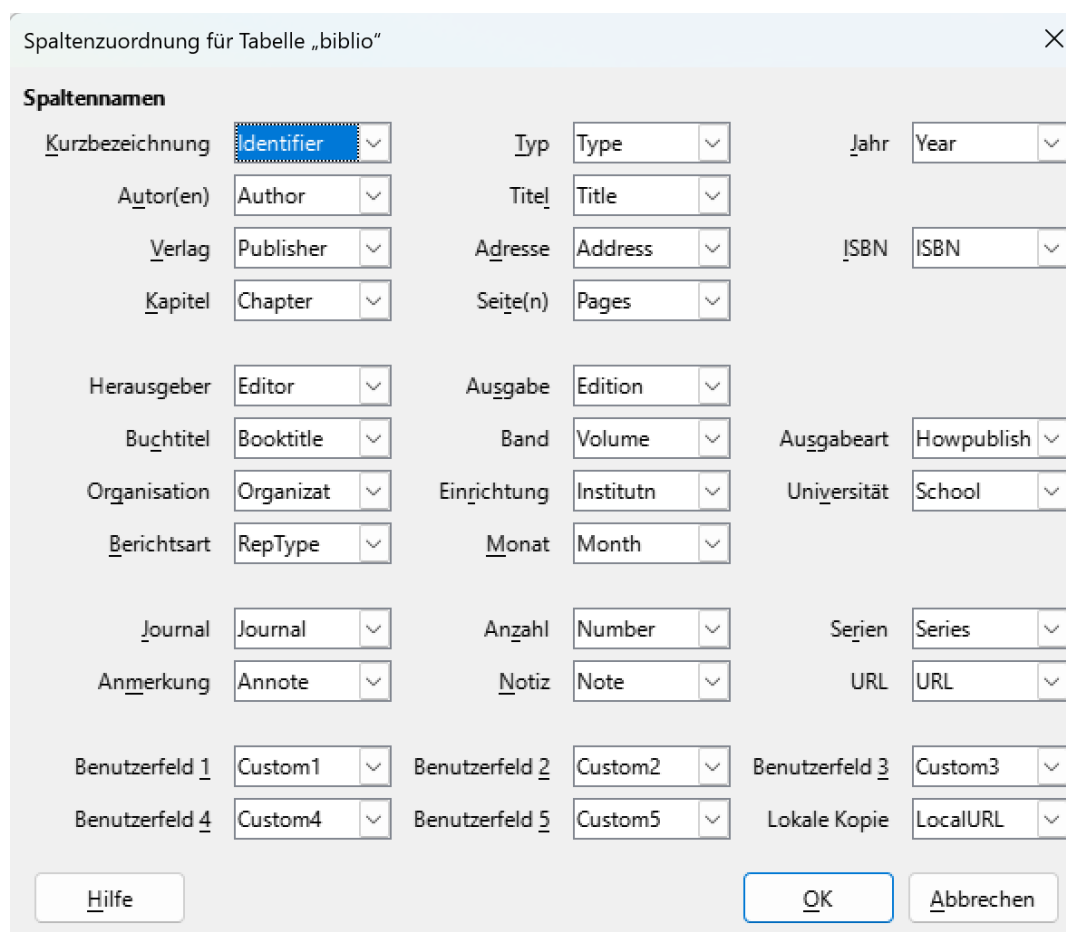 Spaltenzuordnung für Tabelle „biblio“
Spaltennamen
Kurzbezeichnung Identifier Typ Type Jahr Year
Autor(en) Author Titel Title
Verlag Publisher Adresse Address ISBN ISBN
Kapitel Chapter Seite(n) Pages
Herausgeber Editor Ausgabe Edition
Buchtitel Booktitle Band Volume Ausgabeart Howpublish
Organisation Organizat Einrichtung Institutn Universität School
Berichtsart RepType Monat Month
Journal Journal Anzahl Number Serien Series
Anmerkung Annote Notiz Note URL URL
Benutzerfeld 1 Custom1 Benutzerfeld 2 Custom2 Benutzerfeld 3 Custom3
Benutzerfeld 4 Custom4 Benutzerfeld 5 Custom5 Lokale Kopie LocalURL
Hilfe OK Abbrechen